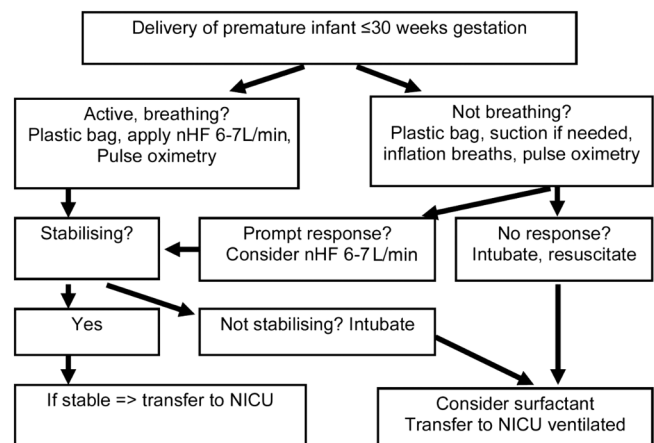 Delivery of premature infant ≤30 weeks gestation
Active, breathing?
Plastic bag, apply nHF 6-7L/min,
Pulse oximetry
Not breathing?
Plastic bag, suction if needed,
inflation breaths, pulse oximetry
Stabilising?
Prompt response?
Consider nHF 6-7 L/min
No response?
Intubate, resuscitate
Yes
Not stabilising? Intubate
If stable => transfer to NICU
Consider surfactant
Transfer to NICU ventilated